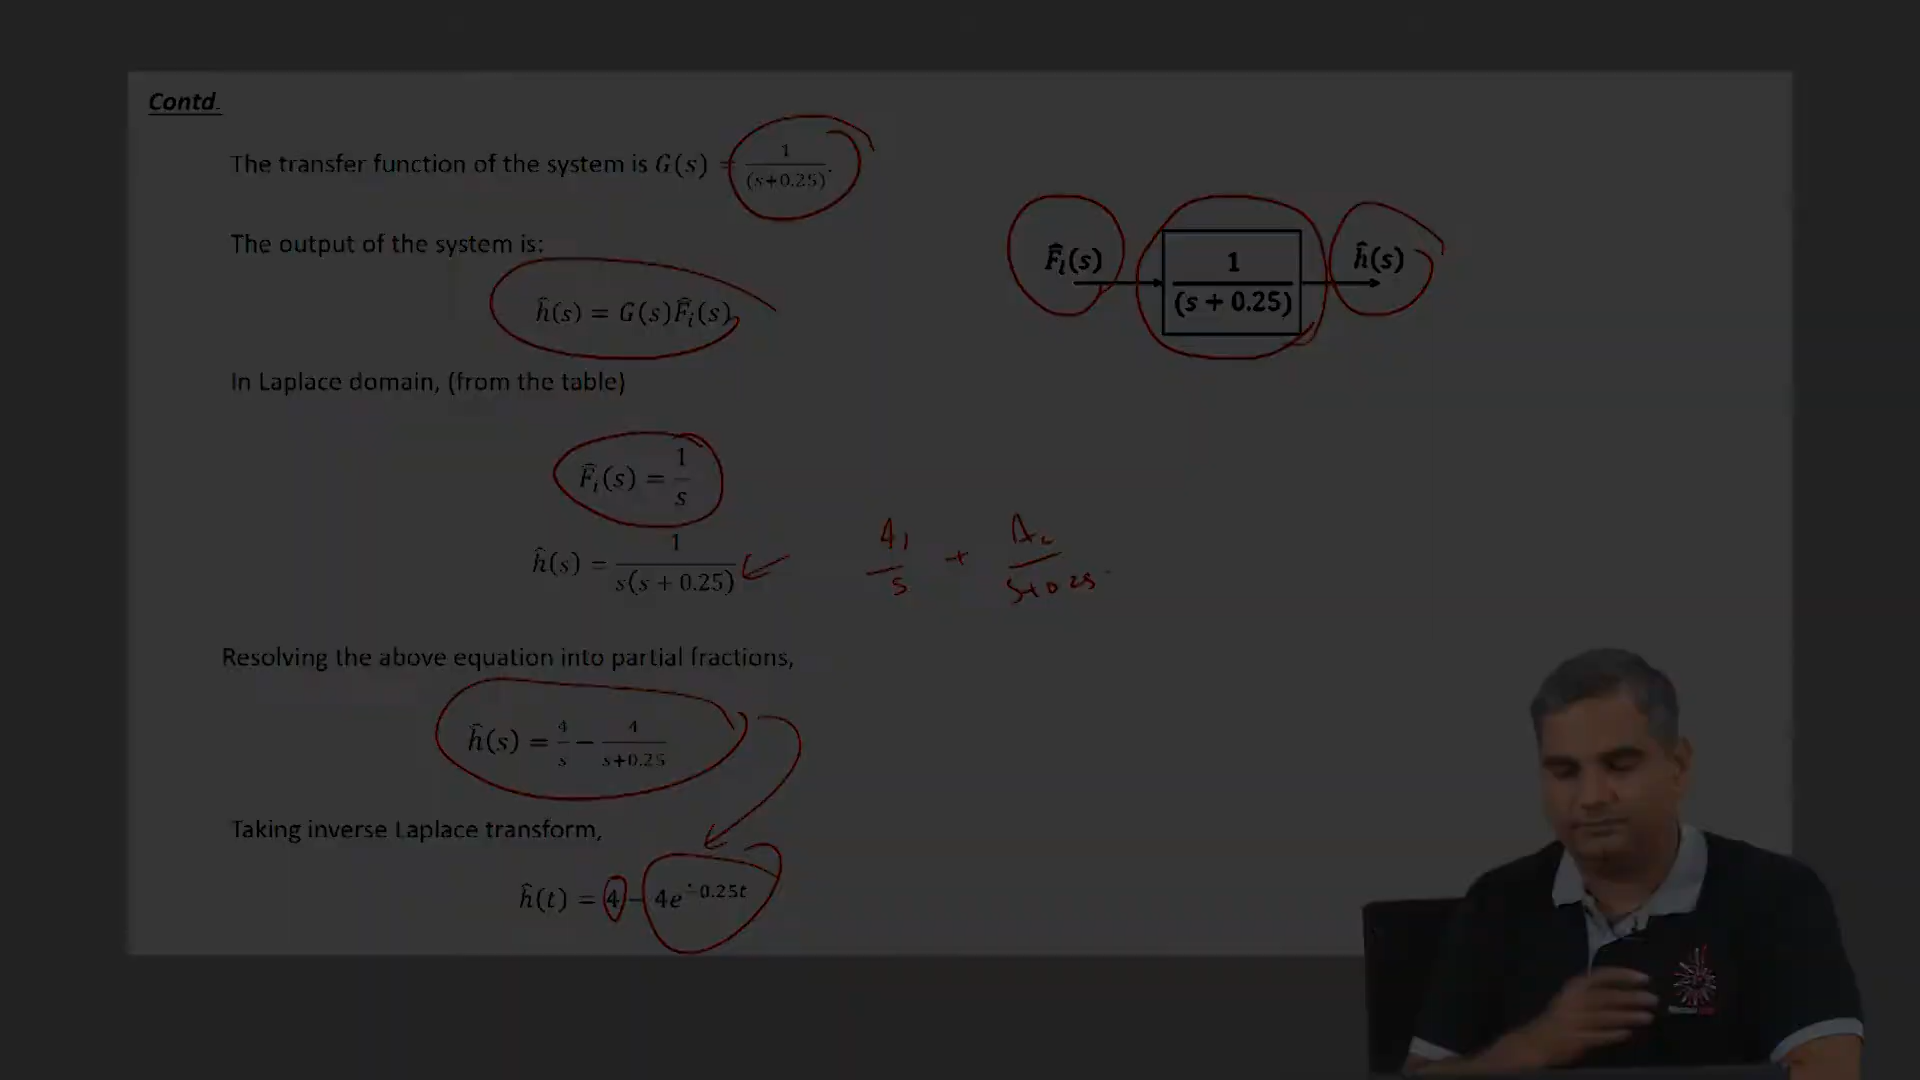 Contd.
The transfer function of the system is G(s) = 1/(s+0.25).
The output of the system is:
ĥ(s) = G(s)F̂ᵢ(s)
F̂ᵢ(s) 1/(s + 0.25) ĥ(s)
In Laplace domain, (from the table)
F̂ᵢ(s) = 1/s
ĥ(s) = 1/(s(s + 0.25))
A₁/s + A₂/(s+0.25)
Resolving the above equation into partial fractions,
ĥ(s) = 4/s − 4/(s+0.25)
Taking inverse Laplace transform,
ĥ(t) = 4 − 4e^(−0.25t)